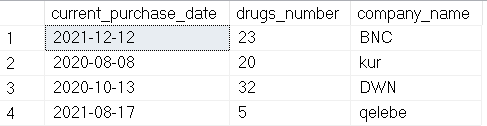 current_purchase_date drugs_number company_name
1 2021-12-12 23 BNC
2 2020-08-08 20 kur
3 2020-10-13 32 DWN
4 2021-08-17 5 qelebe